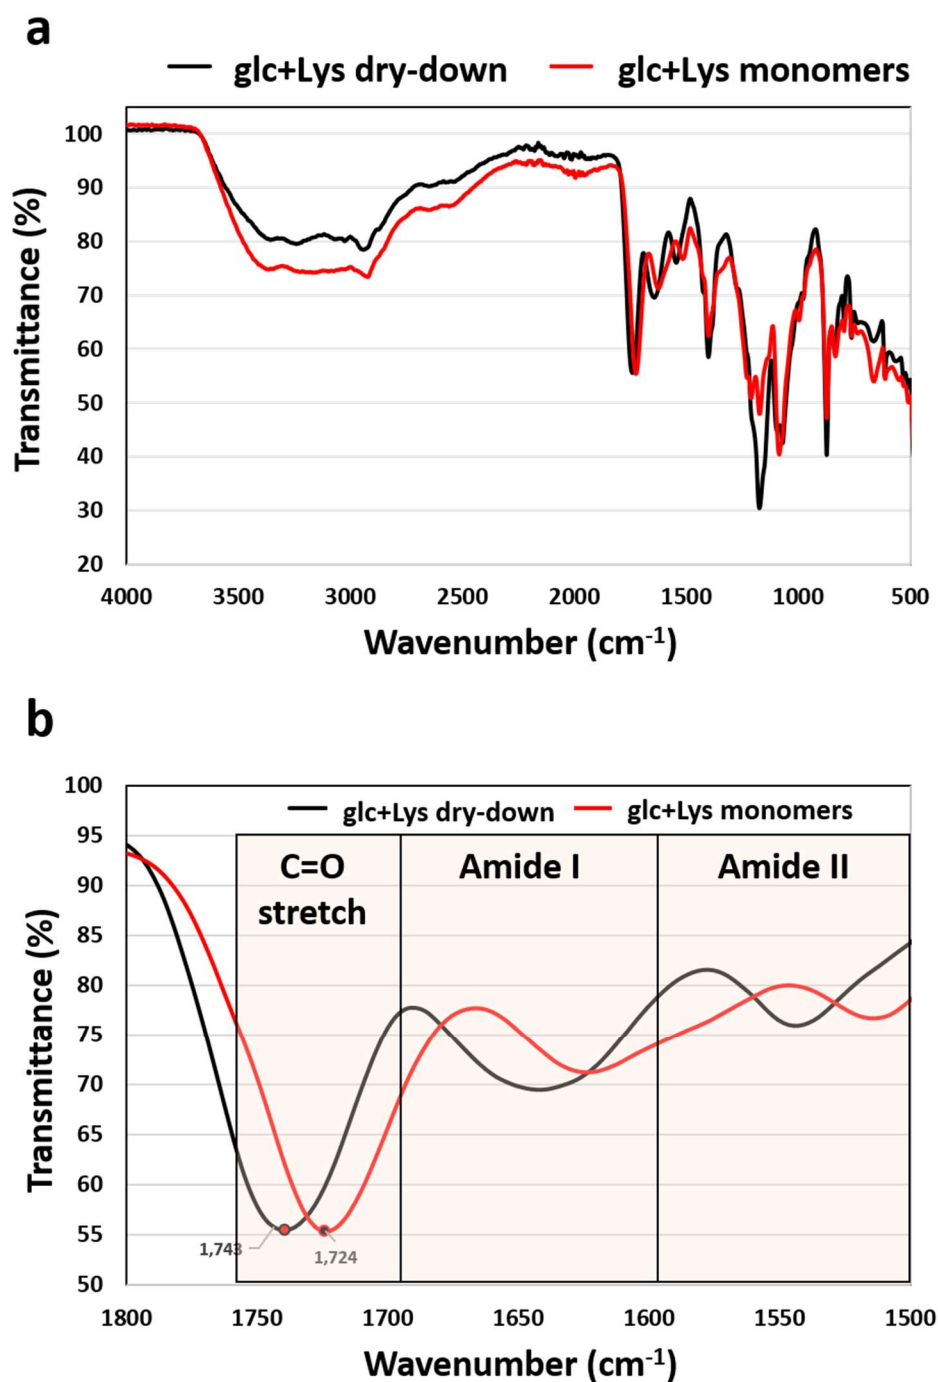 a
glc+Lys dry-down glc+Lys monomers
100
90
80
70
60
50
40
30
20
Transmittance (%)
4000 3500 3000 2500 2000 1500 1000 500
Wavenumber (cm-1)
b
100
95
90
85
80
75
70
65
60
55
50
Transmittance (%)
glc+Lys dry-down glc+Lys monomers
C=O
stretch
Amide I
Amide II
1,743
1,724
1800 1750 1700 1650 1600 1550 1500
Wavenumber (cm-1)